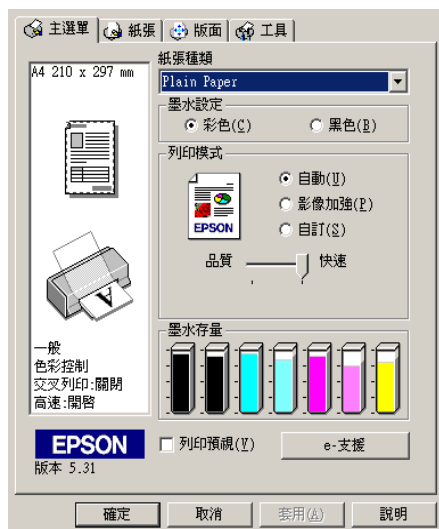 主選單 紙張 版面 工具
A4 210 x 297 mm
紙張種類
Plain Paper
墨水設定
彩色(C) 黑色(B)
列印模式
自動(U)
影像加強(P)
自訂(S)
EPSON
品質 快速
墨水存量
一般
色彩控制
交叉列印:關閉
高速:開啓
EPSON
版本 5.31
列印預視(Y) e-支援
確定 取消 套用(A) 說明